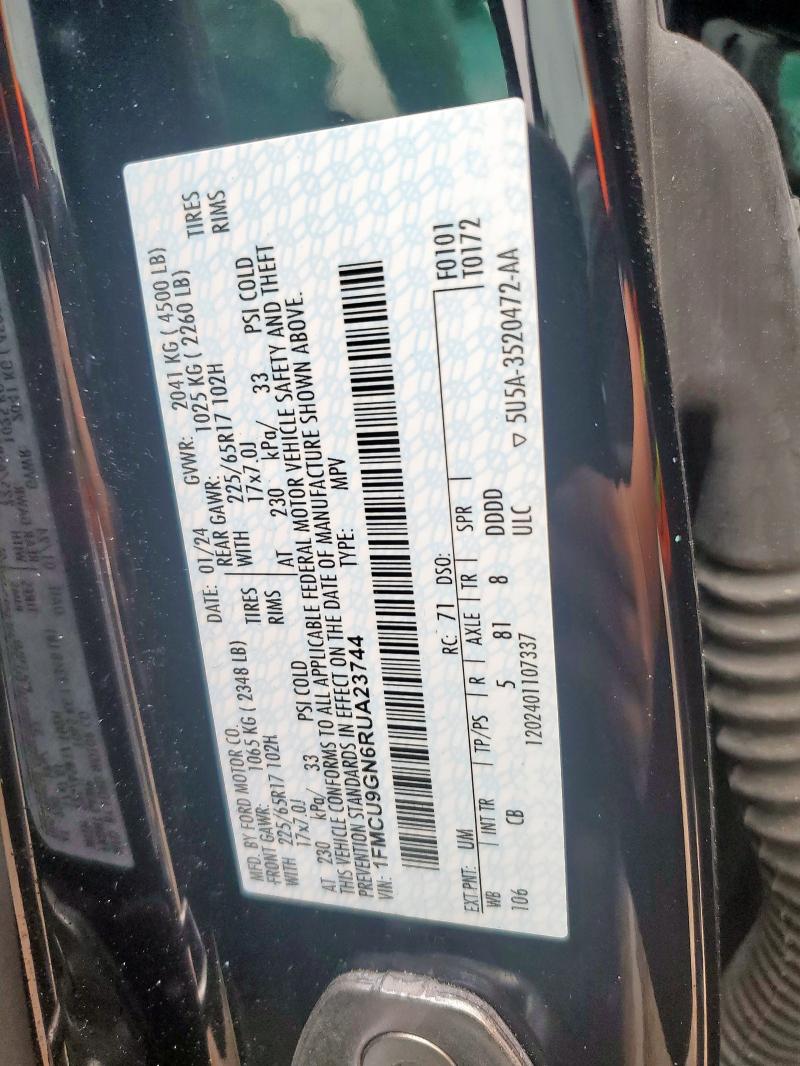 MFD. BY FORD MOTOR CO.
DATE: 01/24 GVWR: 2041 KG ( 4500 LB)
FRONT GAWR: 1065 KG ( 2348 LB) REAR GAWR: 1025 KG ( 2260 LB)
WITH 225/65R17 102H TIRES WITH 225/65R17 102H TIRES
17x7.0J RIMS 17x7.0J RIMS
AT 230 kPa/ 33 PSI COLD AT 230 kPa/ 33 PSI COLD
THIS VEHICLE CONFORMS TO ALL APPLICABLE FEDERAL MOTOR VEHICLE SAFETY AND THEFT
PREVENTION STANDARDS IN EFFECT ON THE DATE OF MANUFACTURE SHOWN ABOVE.
VIN: 1FMCU9GN6RUA23744 TYPE: MPV
EXT PNT: UM RC: 71 DSO: F0101
WB INT TR TP/PS R AXLE TR SPR T0172
106 CB 5 81 8 DDDD
1202401107337 ULC ▽ 5U5A-3520472-AA